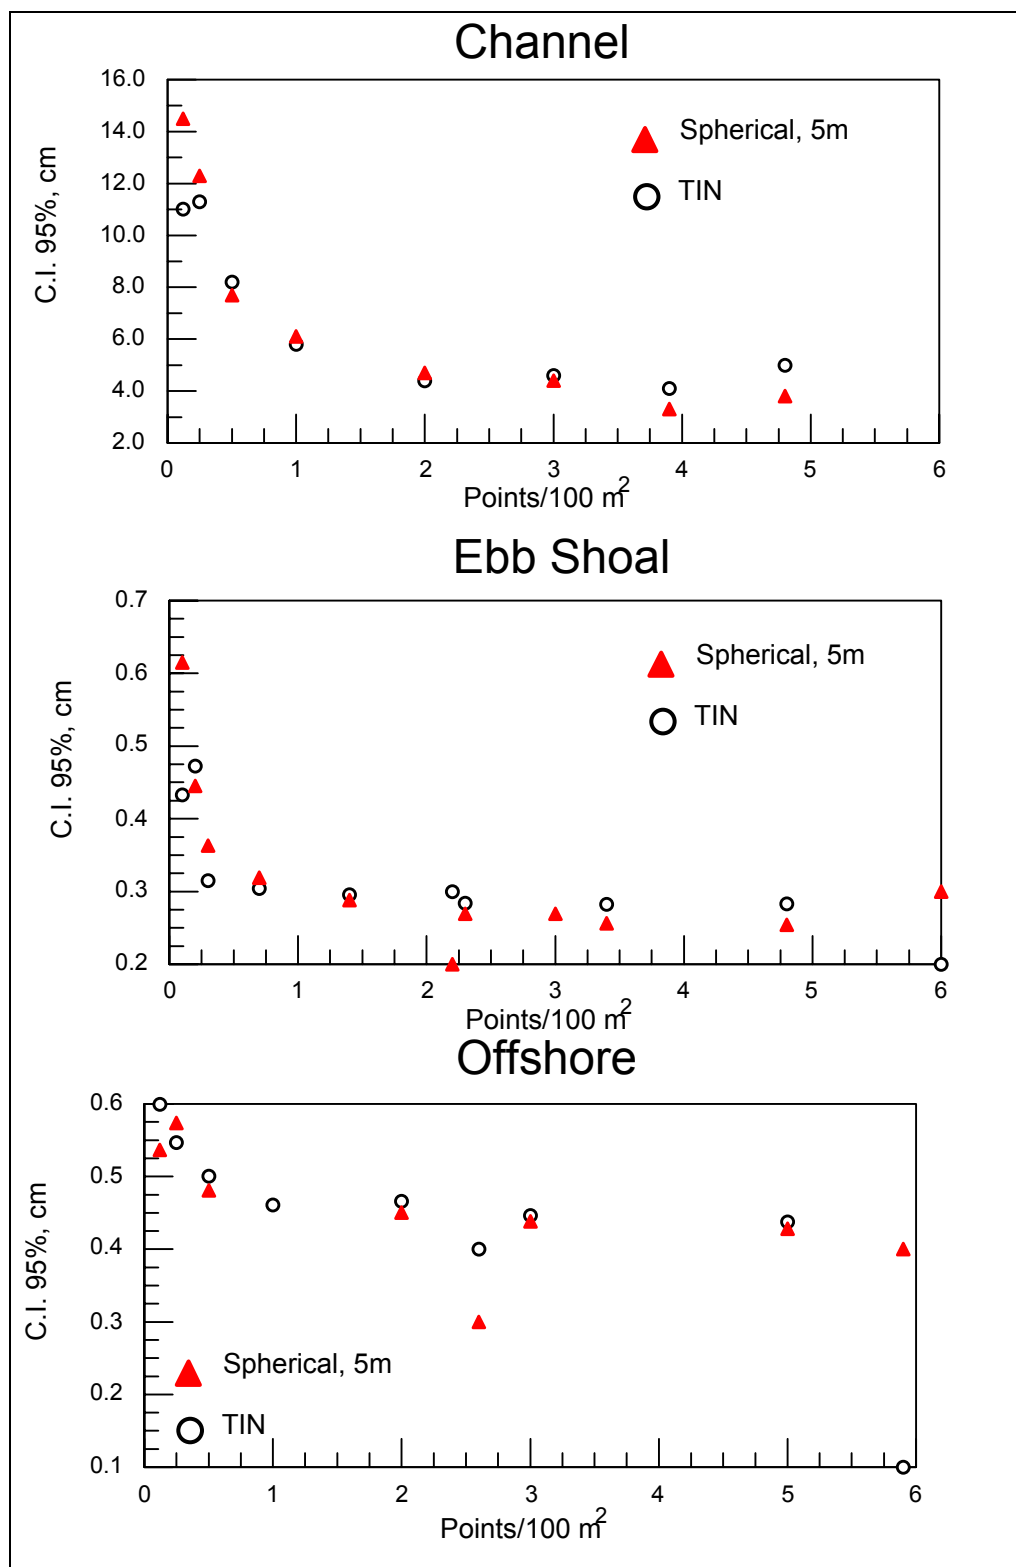 Channel
16.0
14.0
12.0
10.0
8.0
6.0
4.0
2.0
C.I. 95%, cm
Spherical, 5m
TIN
0 1 2 3 4 5 6
Points/100 m2
Ebb Shoal
0.7
0.6
0.5
0.4
0.3
0.2
C.I. 95%, cm
Spherical, 5m
TIN
0 1 2 3 4 5 6
Points/100 m2
Offshore
0.6
0.5
0.4
0.3
0.2
0.1
C.I. 95%, cm
Spherical, 5m
TIN
0 1 2 3 4 5 6
Points/100 m2